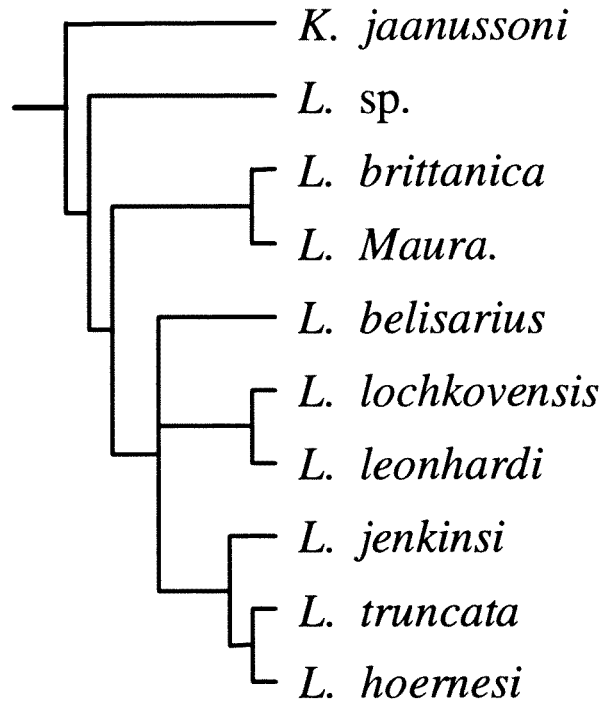 K. jaanussoni
L. sp.
L. brittanica
L. Maura.
L. belisarius
L. lochkovensis
L. leonhardi
L. jenkinsi
L. truncata
L. hoernesi